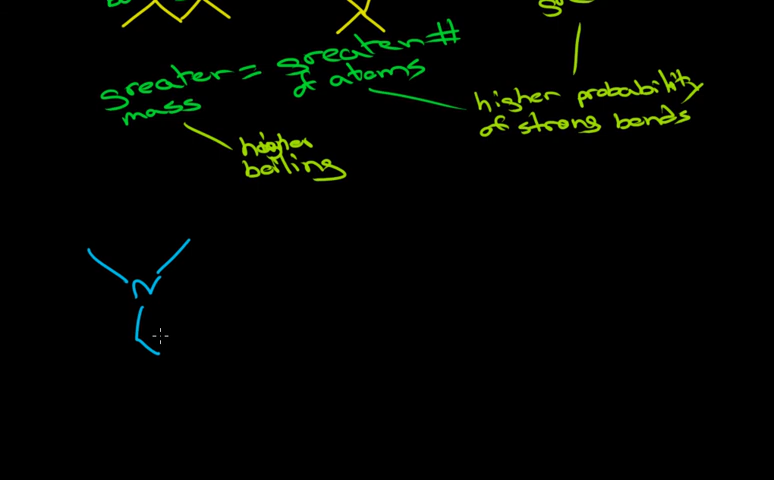 greater = greater #
mass of atoms
higher probability
of strong bonds
higher
boiling
N